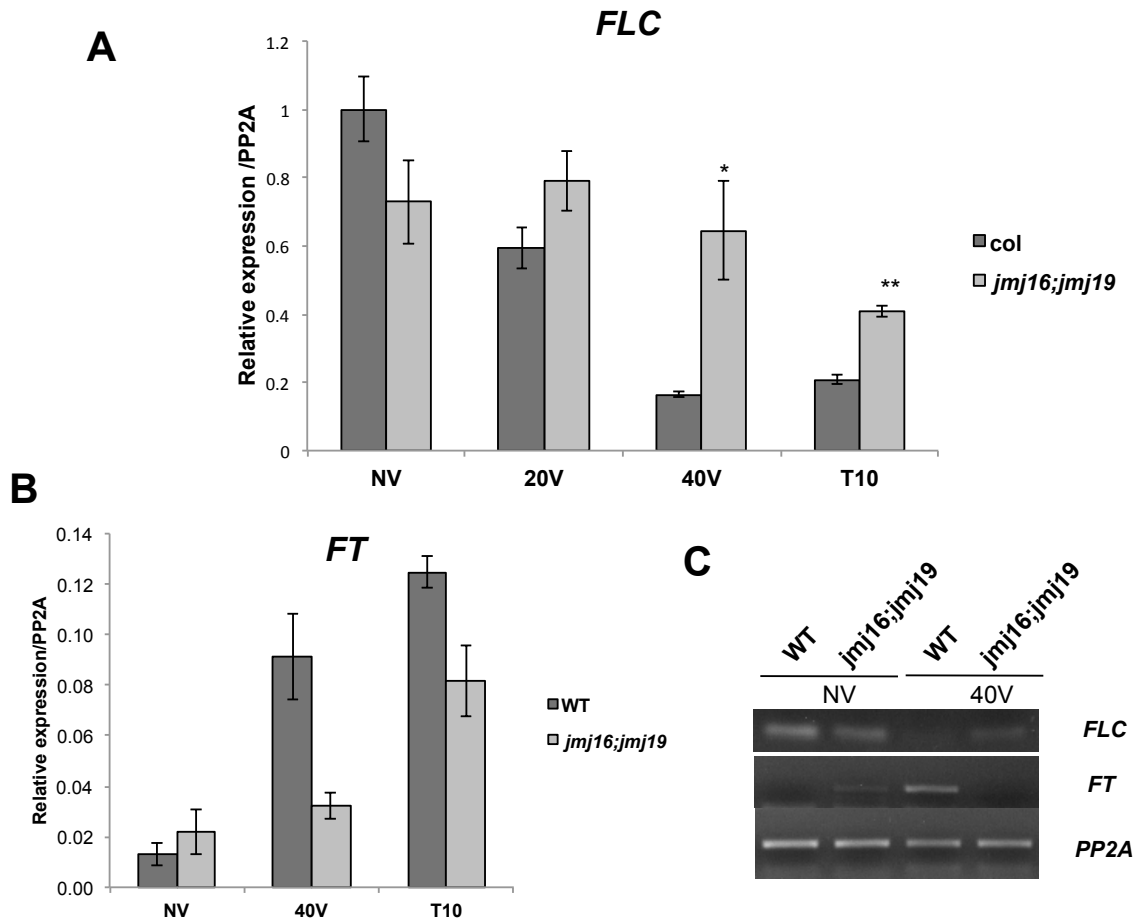 A
FLC
Relative expression /PP2A
1.2
1
0.8
0.6
0.4
0.2
0
*
**
NV
20V
40V
T10
col
jmj16;jmj19
B
FT
Relative expression/PP2A
0.14
0.12
0.10
0.08
0.06
0.04
0.02
0.00
NV
40V
T10
WT
jmj16;jmj19
C
WT
jmj16;jmj19
WT
jmj16;jmj19
NV
40V
FLC
FT
PP2A